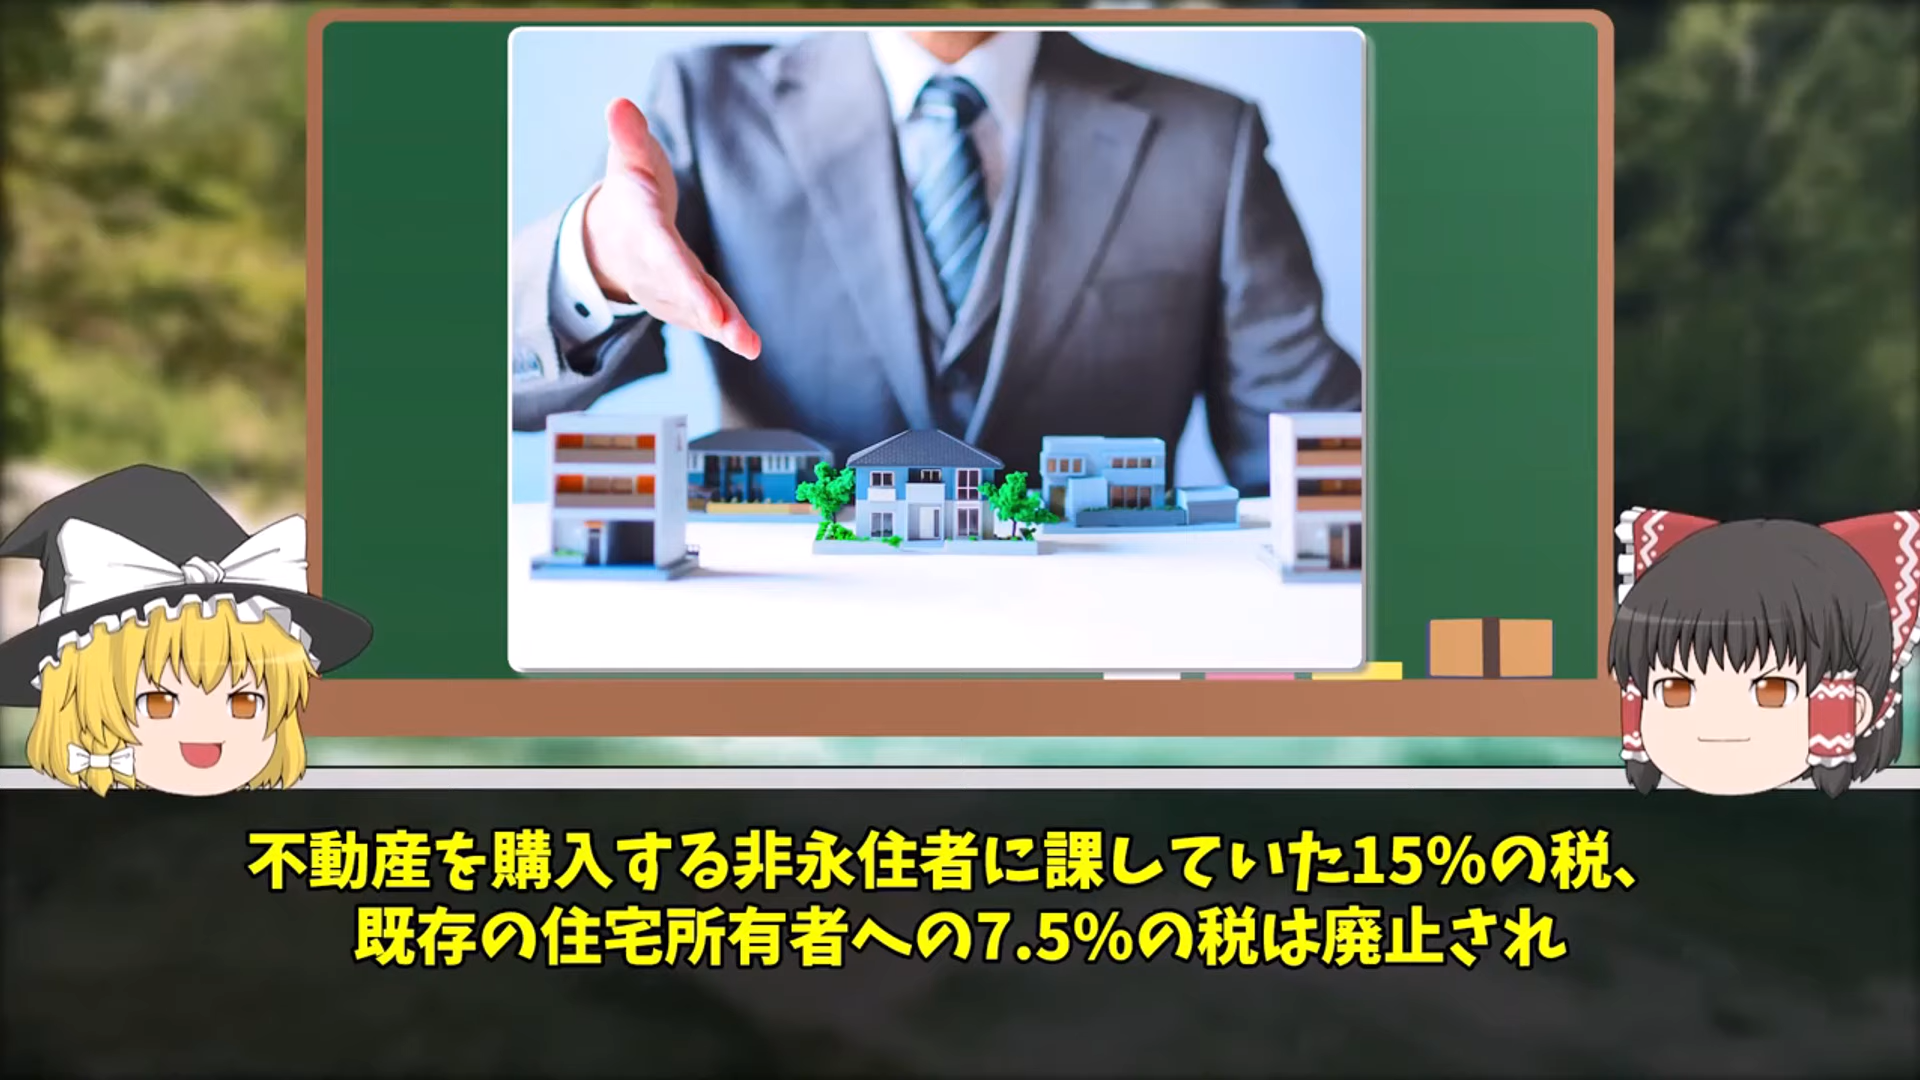 不動産を購入する非永住者に課していた15%の税、
既存の住宅所有者への7.5%の税は廃止され